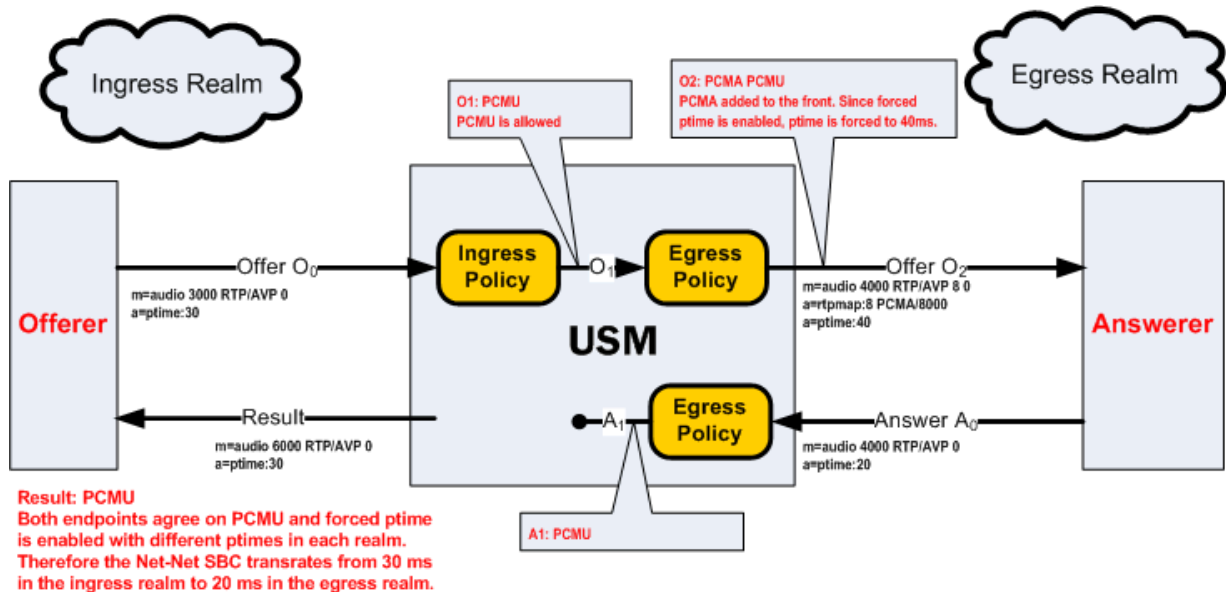 Ingress Realm
Egress Realm
O1: PCMU
PCMU is allowed
O2: PCMA PCMU
PCMA added to the front. Since forced
ptime is enabled, ptime is forced to 40ms.
Offerer
Offer O0
m=audio 3000 RTP/AVP 0
a=ptime:30
Ingress
Policy
O1
Egress
Policy
Offer O2
m=audio 4000 RTP/AVP 8 0
a=rtpmap:8 PCMA/8000
a=ptime:40
Answerer
USM
Result
m=audio 6000 RTP/AVP 0
a=ptime:30
A1
Egress
Policy
Answer A0
m=audio 4000 RTP/AVP 0
a=ptime:20
A1: PCMU
Result: PCMU
Both endpoints agree on PCMU and forced ptime
is enabled with different ptimes in each realm.
Therefore the Net-Net SBC transrates from 30 ms
in the ingress realm to 20 ms in the egress realm.